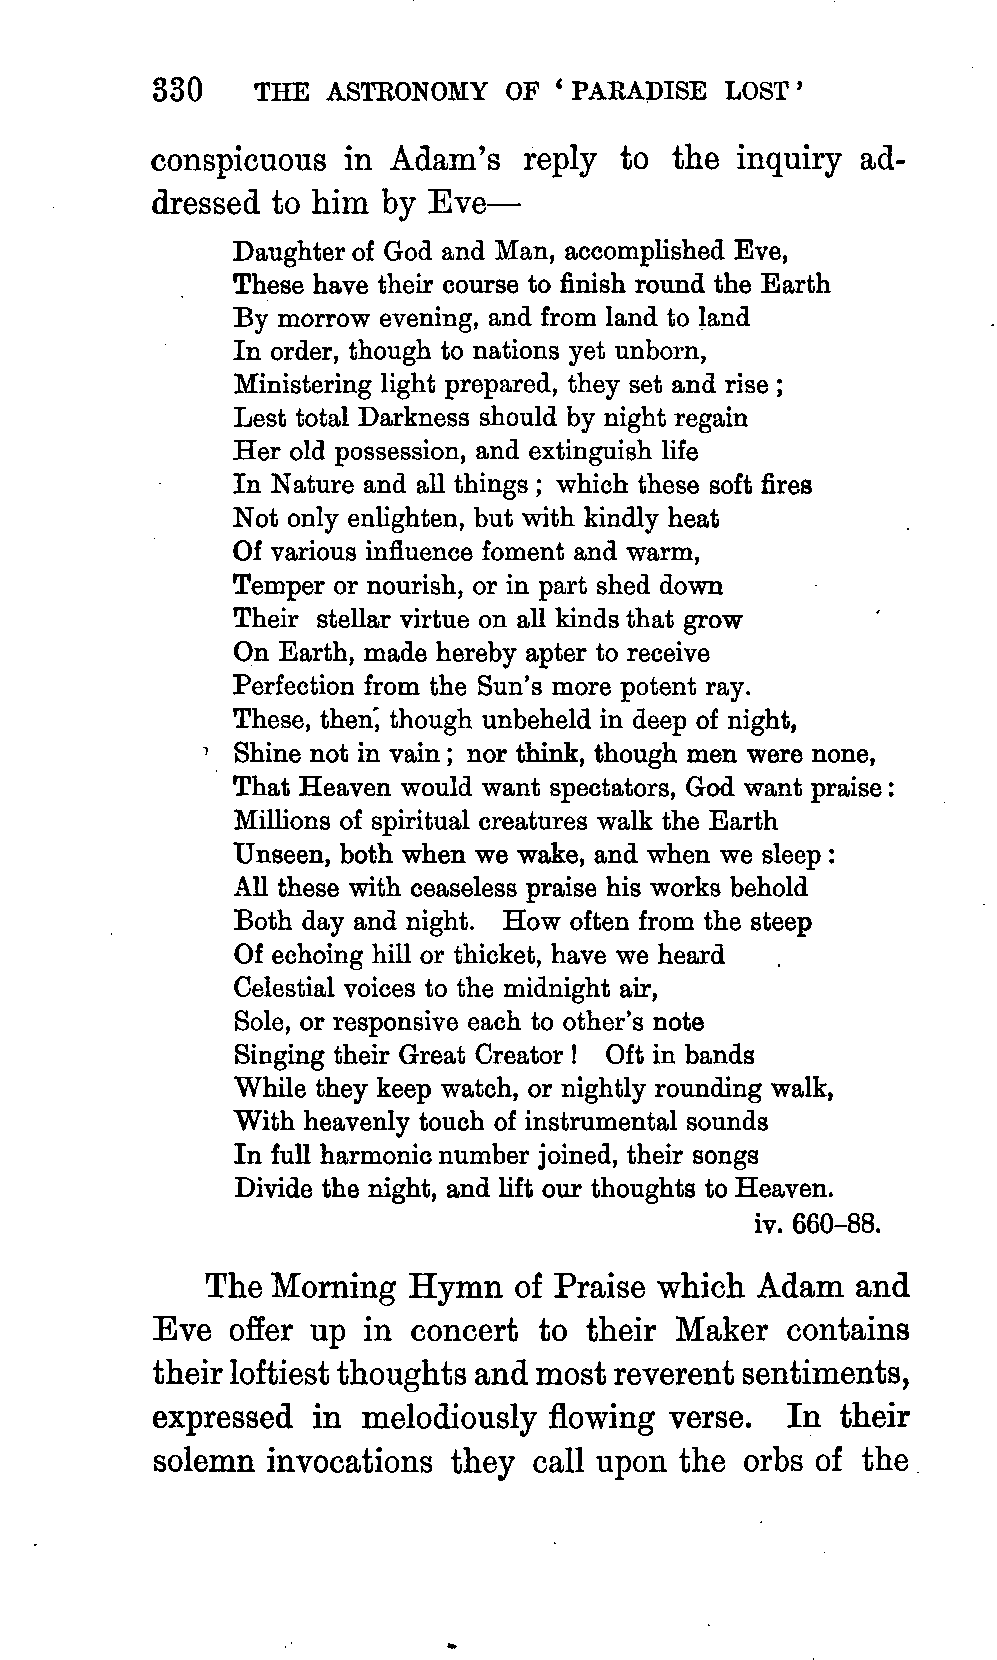 330 THE ASTRONOMY OF ‘ PARADISE LOST ’
conspicuous in Adam’s reply to the inquiry ad-
dressed to him by Eve—
Daughter of God and Man, accomplished Eve,
These have their course to finish round the Earth
By morrow evening, and from land to land
In order, though to nations yet unborn,
Ministering light prepared, they set and rise ;
Lest total Darkness should by night regain
Her old possession, and extinguish life
In Nature and all things ; which these soft fires
Not only enlighten, but with kindly heat
Of various influence foment and warm,
Temper or nourish, or in part shed down
Their stellar virtue on all kinds that grow
On Earth, made hereby apter to receive
Perfection from the Sun’s more potent ray.
These, then, though unbeheld in deep of night,
Shine not in vain ; nor think, though men were none,
That Heaven would want spectators, God want praise :
Millions of spiritual creatures walk the Earth
Unseen, both when we wake, and when we sleep :
All these with ceaseless praise his works behold
Both day and night. How often from the steep
Of echoing hill or thicket, have we heard
Celestial voices to the midnight air,
Sole, or responsive each to other’s note
Singing their Great Creator ! Oft in bands
While they keep watch, or nightly rounding walk,
With heavenly touch of instrumental sounds
In full harmonic number joined, their songs
Divide the night, and lift our thoughts to Heaven.
iv. 660–88.
The Morning Hymn of Praise which Adam and
Eve offer up in concert to their Maker contains
their loftiest thoughts and most reverent sentiments,
expressed in melodiously flowing verse. In their
solemn invocations they call upon the orbs of the